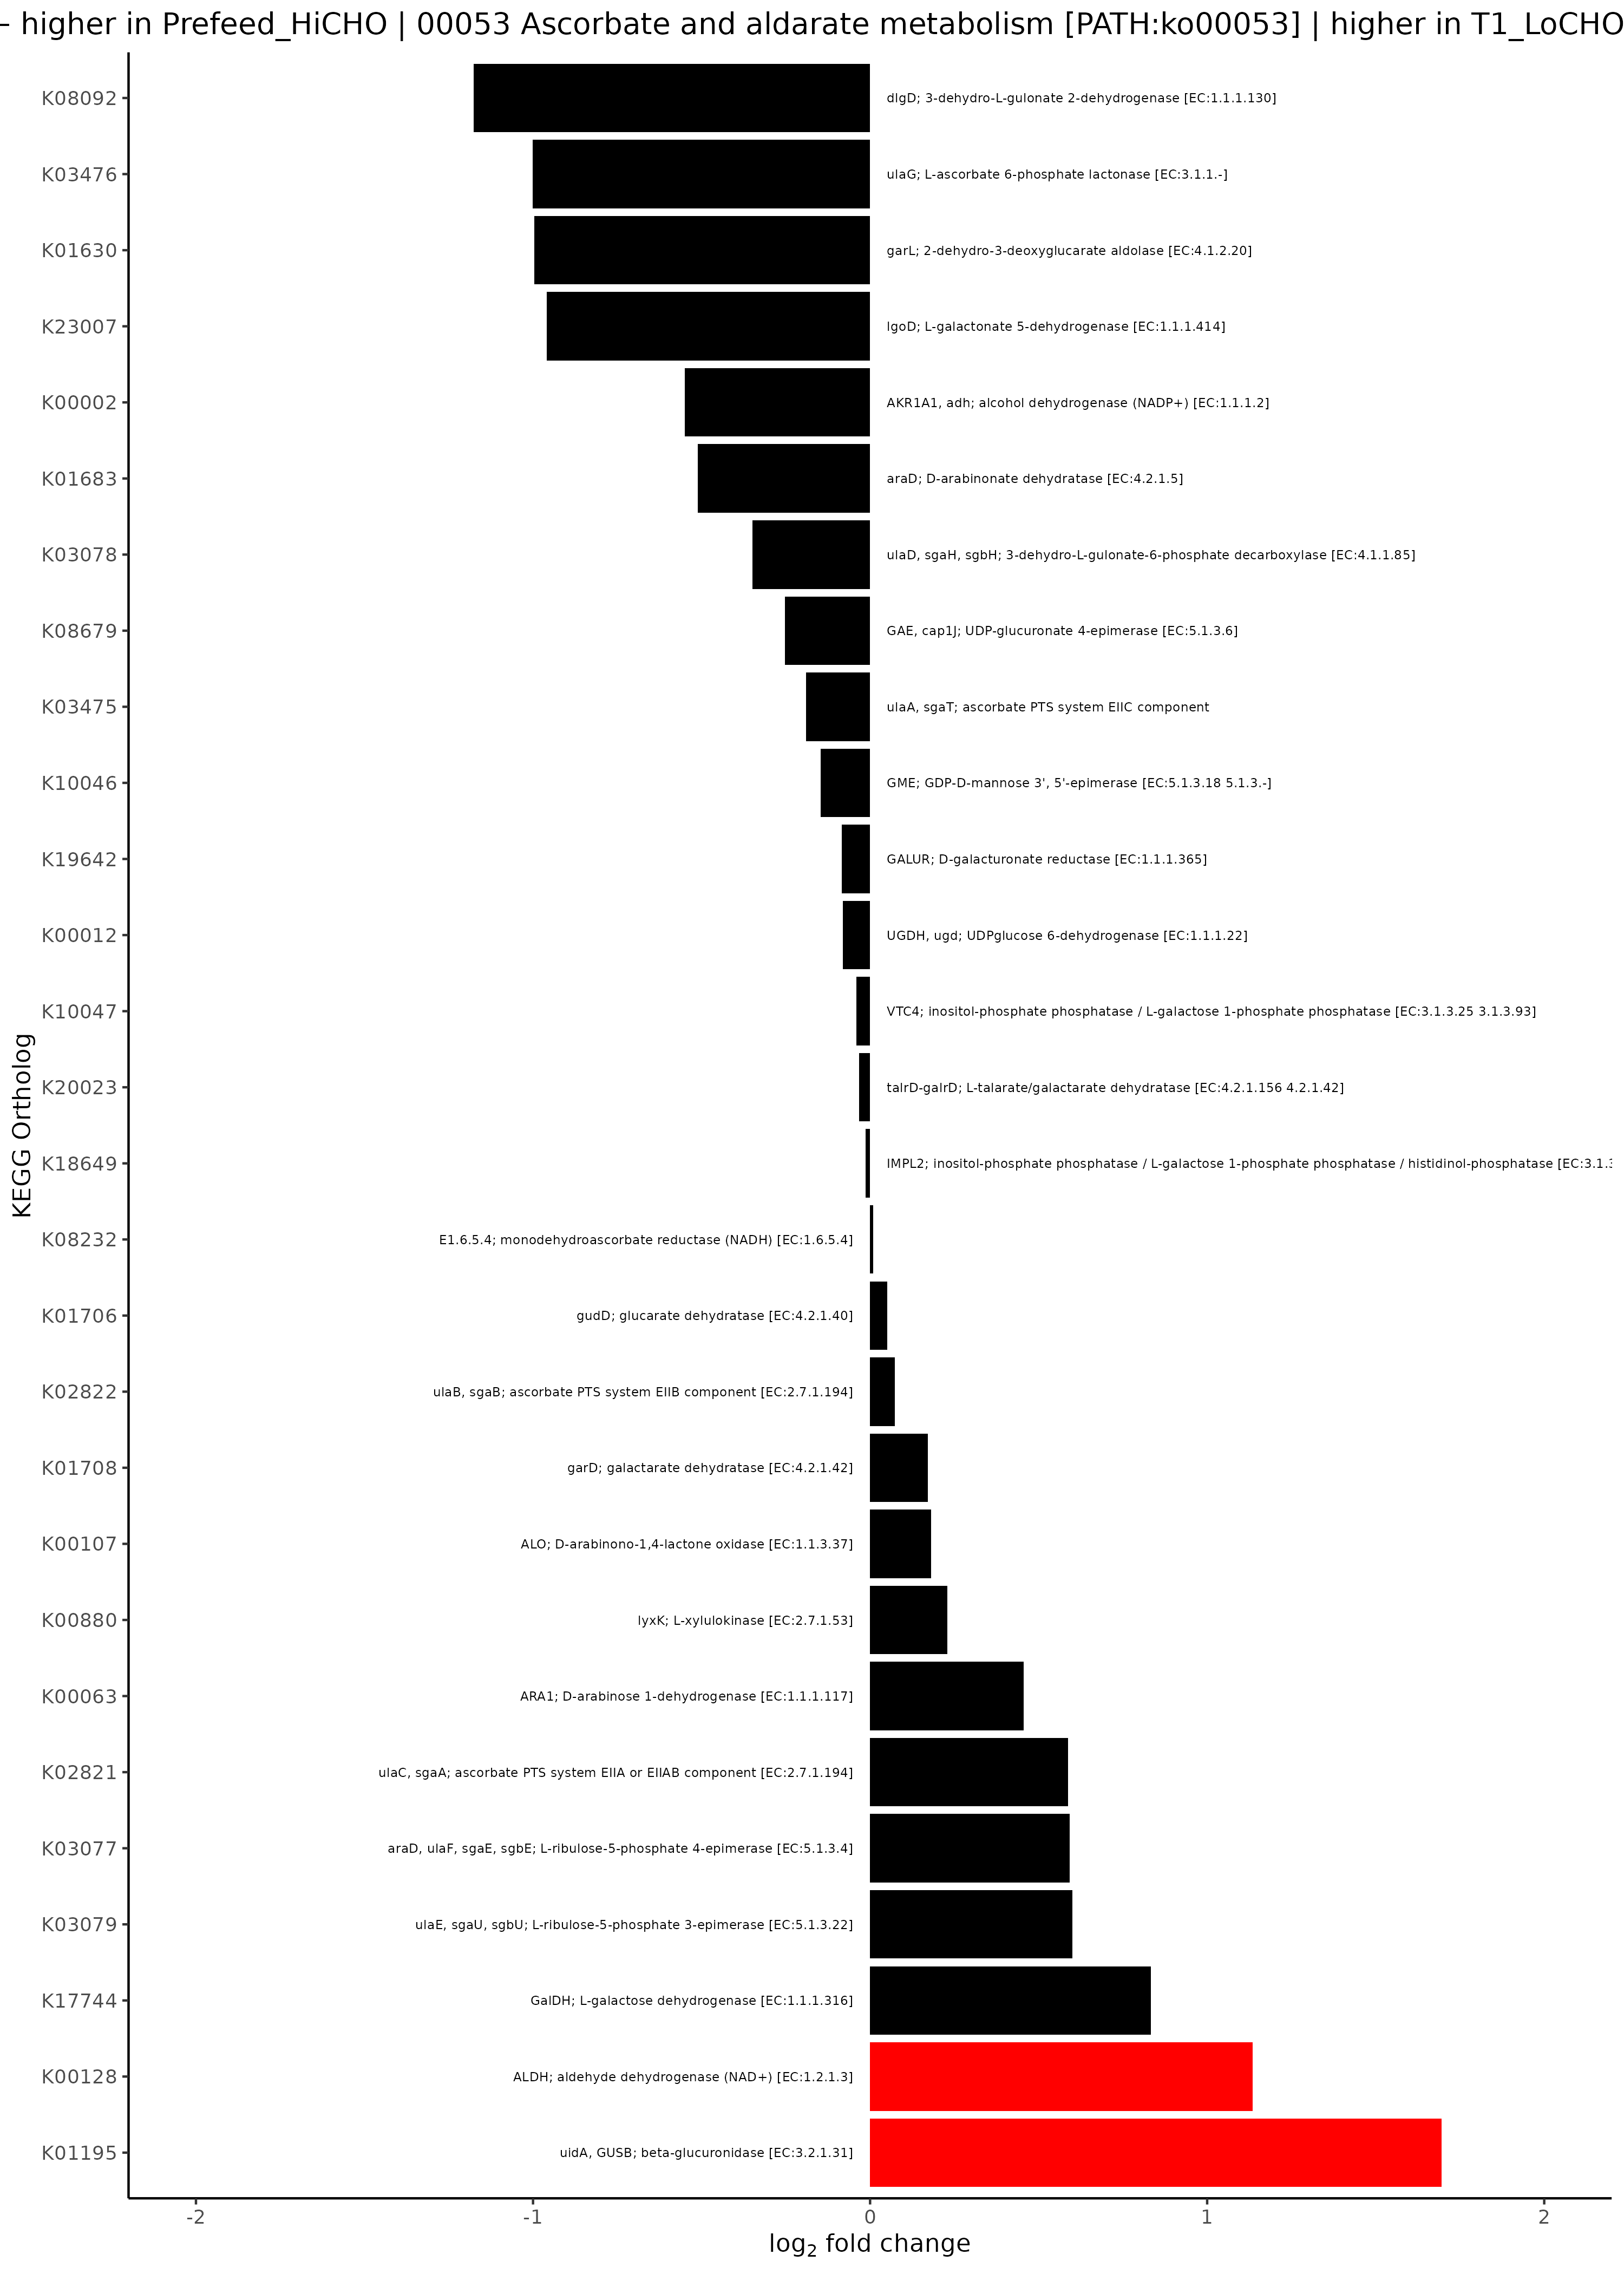 – higher in Prefeed_HiCHO | 00053 Ascorbate and aldarate metabolism [PATH:ko00053] | higher in T1_LoCHO
K08092 dlgD; 3-dehydro-L-gulonate 2-dehydrogenase [EC:1.1.1.130]
K03476 ulaG; L-ascorbate 6-phosphate lactonase [EC:3.1.1.-]
K01630 garL; 2-dehydro-3-deoxyglucarate aldolase [EC:4.1.2.20]
K23007 lgoD; L-galactonate 5-dehydrogenase [EC:1.1.1.414]
K00002 AKR1A1, adh; alcohol dehydrogenase (NADP+) [EC:1.1.1.2]
K01683 araD; D-arabinonate dehydratase [EC:4.2.1.5]
K03078 ulaD, sgaH, sgbH; 3-dehydro-L-gulonate-6-phosphate decarboxylase [EC:4.1.1.85]
K08679 GAE, cap1J; UDP-glucuronate 4-epimerase [EC:5.1.3.6]
K03475 ulaA, sgaT; ascorbate PTS system EIIC component
K10046 GME; GDP-D-mannose 3', 5'-epimerase [EC:5.1.3.18 5.1.3.-]
K19642 GALUR; D-galacturonate reductase [EC:1.1.1.365]
K00012 UGDH, ugd; UDPglucose 6-dehydrogenase [EC:1.1.1.22]
K10047 VTC4; inositol-phosphate phosphatase / L-galactose 1-phosphate phosphatase [EC:3.1.3.25 3.1.3.93]
K20023 talrD-galrD; L-talarate/galactarate dehydratase [EC:4.2.1.156 4.2.1.42]
K18649 IMPL2; inositol-phosphate phosphatase / L-galactose 1-phosphate phosphatase / histidinol-phosphatase [EC:3.1.3
K08232 E1.6.5.4; monodehydroascorbate reductase (NADH) [EC:1.6.5.4]
K01706 gudD; glucarate dehydratase [EC:4.2.1.40]
K02822 ulaB, sgaB; ascorbate PTS system EIIB component [EC:2.7.1.194]
K01708 garD; galactarate dehydratase [EC:4.2.1.42]
K00107 ALO; D-arabinono-1,4-lactone oxidase [EC:1.1.3.37]
K00880 lyxK; L-xylulokinase [EC:2.7.1.53]
K00063 ARA1; D-arabinose 1-dehydrogenase [EC:1.1.1.117]
K02821 ulaC, sgaA; ascorbate PTS system EIIA or EIIAB component [EC:2.7.1.194]
K03077 araD, ulaF, sgaE, sgbE; L-ribulose-5-phosphate 4-epimerase [EC:5.1.3.4]
K03079 ulaE, sgaU, sgbU; L-ribulose-5-phosphate 3-epimerase [EC:5.1.3.22]
K17744 GalDH; L-galactose dehydrogenase [EC:1.1.1.316]
K00128 ALDH; aldehyde dehydrogenase (NAD+) [EC:1.2.1.3]
K01195 uidA, GUSB; beta-glucuronidase [EC:3.2.1.31]
KEGG Ortholog
-2 -1 0 1 2
log2 fold change